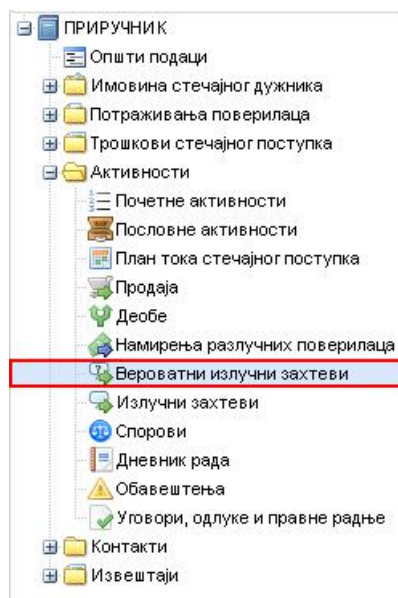 ПРИРУЧНИК
Општи подаци
Имовина стечајног дужника
Потраживања поверилаца
Трошкови стечајног поступка
Активности
Почетне активности
Пословне активности
План тока стечајног поступка
Продаја
Деобе
Намирења разлучних поверилаца
Вероватни излучни захтеви
Излучни захтеви
Спорови
Дневник рада
Обавештења
Уговори, одлуке и правне радње
Контакти
Извештаји